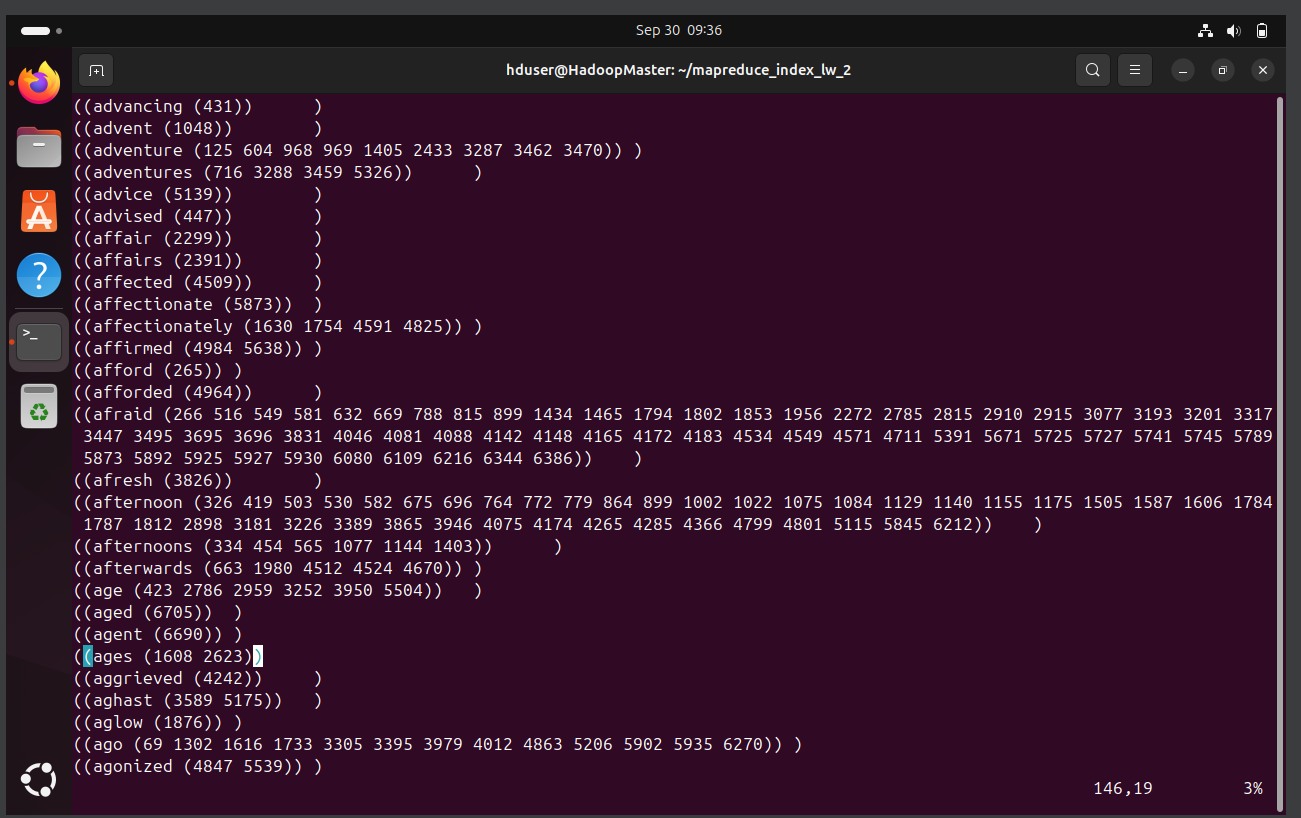 Sep 30 09:36
hduser@HadoopMaster: ~/mapreduce_index_lw_2
((advancing (431))      )
((advent (1048))        )
((adventure (125 604 968 969 1405 2433 3287 3462 3470)) )
((adventures (716 3288 3459 5326))      )
((advice (5139))        )
((advised (447))        )
((affair (2299))        )
((affairs (2391))       )
((affected (4509))      )
((affectionate (5873))  )
((affectionately (1630 1754 4591 4825)) )
((affirmed (4984 5638)) )
((afford (265)) )
((afforded (4964))      )
((afraid (266 516 549 581 632 669 788 815 899 1434 1465 1794 1802 1853 1956 2272 2785 2815 2910 2915 3077 3193 3201 3317
 3447 3495 3695 3696 3831 4046 4081 4088 4142 4148 4165 4172 4183 4534 4549 4571 4711 5391 5671 5725 5727 5741 5745 5789
 5873 5892 5925 5927 5930 6080 6109 6216 6344 6386))    )
((afresh (3826))        )
((afternoon (326 419 503 530 582 675 696 764 772 779 864 899 1002 1022 1075 1084 1129 1140 1155 1175 1505 1587 1606 1784
 1787 1812 2898 3181 3226 3389 3865 3946 4075 4174 4265 4285 4366 4799 4801 5115 5845 6212))    )
((afternoons (334 454 565 1077 1144 1403))      )
((afterwards (663 1980 4512 4524 4670)) )
((age (423 2786 2959 3252 3950 5504))   )
((aged (6705))  )
((agent (6690)) )
((ages (1608 2623))
((aggrieved (4242))     )
((aghast (3589 5175))   )
((aglow (1876)) )
((ago (69 1302 1616 1733 3305 3395 3979 4012 4863 5206 5902 5935 6270)) )
((agonized (4847 5539)) )
146,19 3%